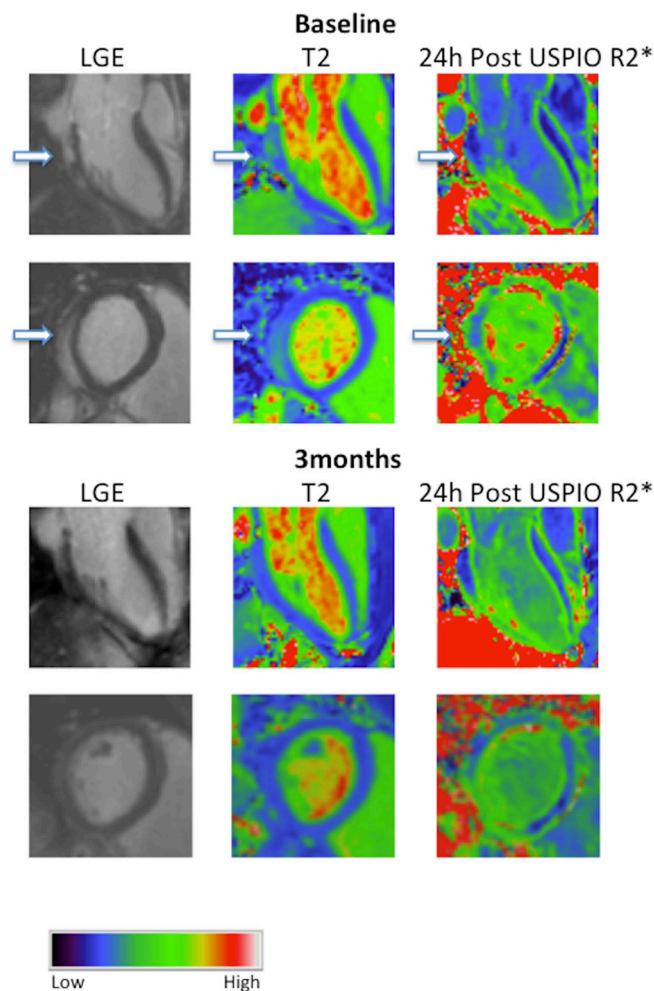 Baseline
LGE T2 24h Post USPIO R2*
3months
LGE T2 24h Post USPIO R2*
Low High